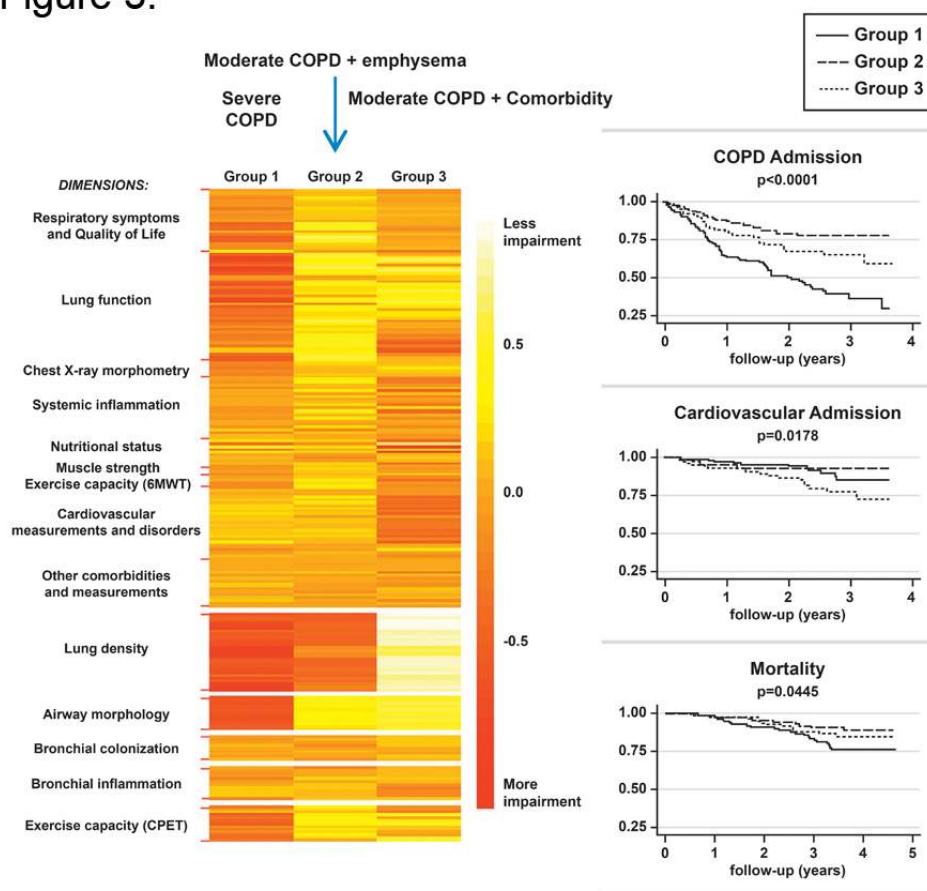 Figure 3.
Moderate COPD + emphysema
Severe
COPD
Moderate COPD + Comorbidity
DIMENSIONS:
Group 1
Group 2
Group 3
Respiratory symptoms
and Quality of Life
Lung function
Chest X-ray morphometry
Systemic inflammation
Nutritional status
Muscle strength
Exercise capacity (6MWT)
Cardiovascular
measurements and disorders
Other comorbidities
and measurements
Lung density
Airway morphology
Bronchial colonization
Bronchial inflammation
Exercise capacity (CPET)
Less
impairment
0.5
0.0
-0.5
More
impairment
Group 1
Group 2
Group 3
COPD Admission
p<0.0001
1.00
0.75
0.50
0.25
0 1 2 3 4
follow-up (years)
Cardiovascular Admission
p=0.0178
1.00
0.75
0.50
0.25
0 1 2 3 4
follow-up (years)
Mortality
p=0.0445
1.00
0.75
0.50
0.25
0 1 2 3 4 5
follow-up (years)